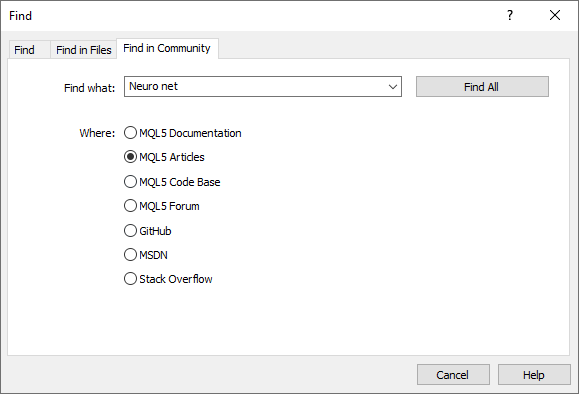 Find ?
Find Find in Files Find in Community
Find what: Neuro net Find All
Where: MQL5 Documentation
MQL5 Articles
MQL5 Code Base
MQL5 Forum
GitHub
MSDN
Stack Overflow
Cancel Help